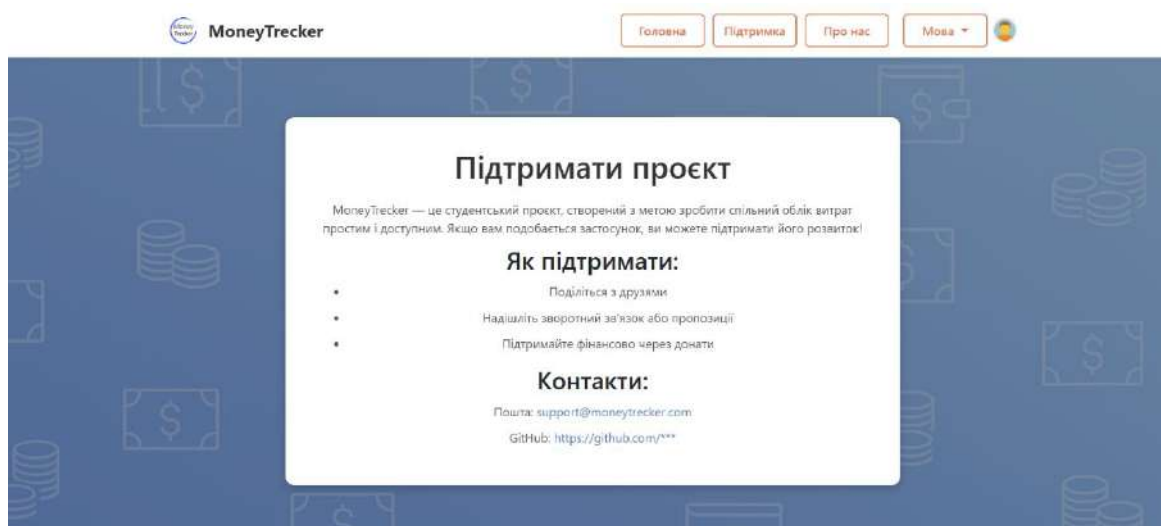 Money
Trecker
MoneyTrecker
Головна
Підтримка
Про нас
Мова
Підтримати проєкт
MoneyTrecker — це студентський проєкт, створений з метою зробити спільний облік витрат
простим і доступним. Якщо вам подобається застосунок, ви можете підтримати його розвиток!
Як підтримати:
• Поділіться з друзями
• Надішліть зворотний зв'язок або пропозиції
• Підтримайте фінансово через донати
Контакти:
Пошта: support@moneytrecker.com
GitHub: https://github.com/***